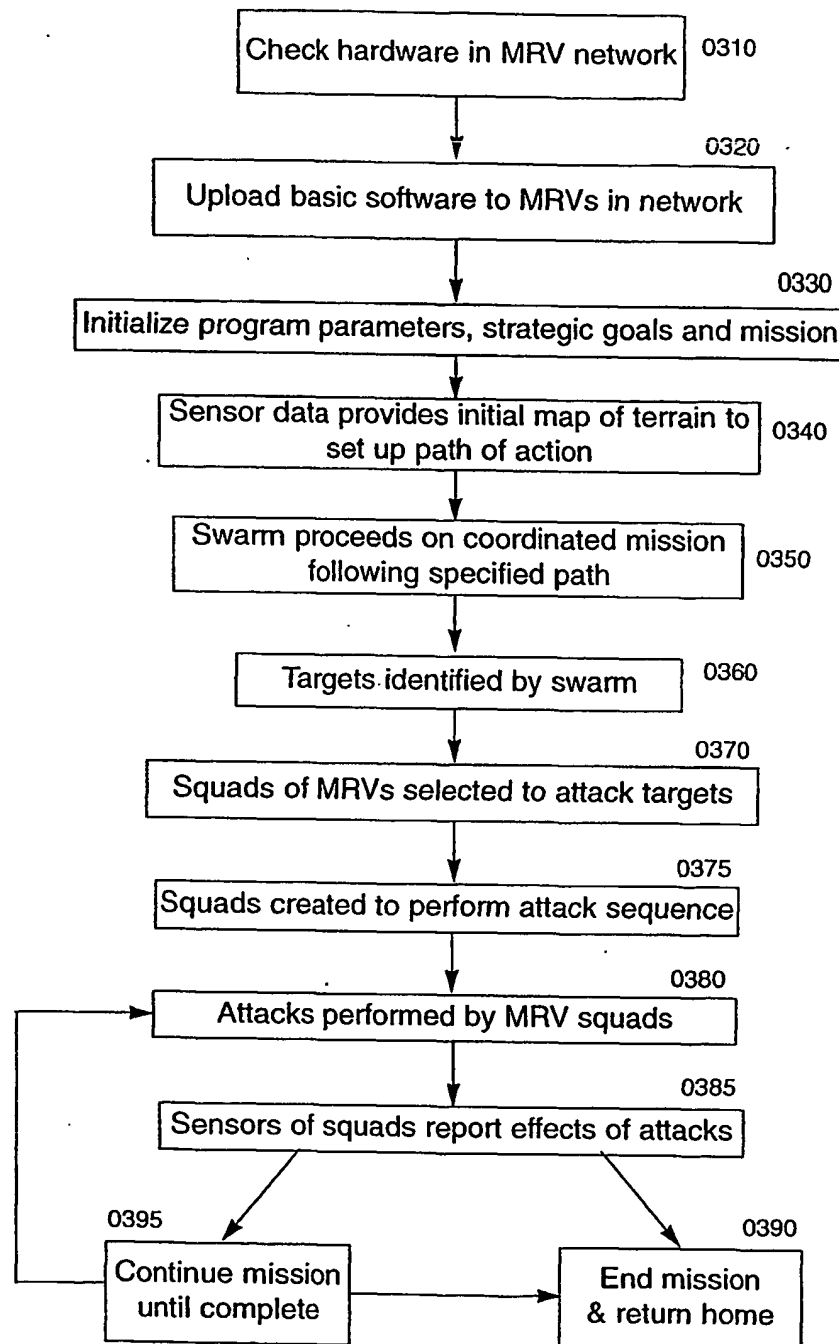 Check hardware in MRV network
0310
0320
Upload basic software to MRVs in network
0330
Initialize program parameters, strategic goals and mission
Sensor data provides initial map of terrain to
set up path of action
0340
Swarm proceeds on coordinated mission
following specified path
0350
Targets identified by swarm
0360
0370
Squads of MRVs selected to attack targets
0375
Squads created to perform attack sequence
0380
Attacks performed by MRV squads
0385
Sensors of squads report effects of attacks
0395
Continue mission
until complete
0390
End mission
& return home